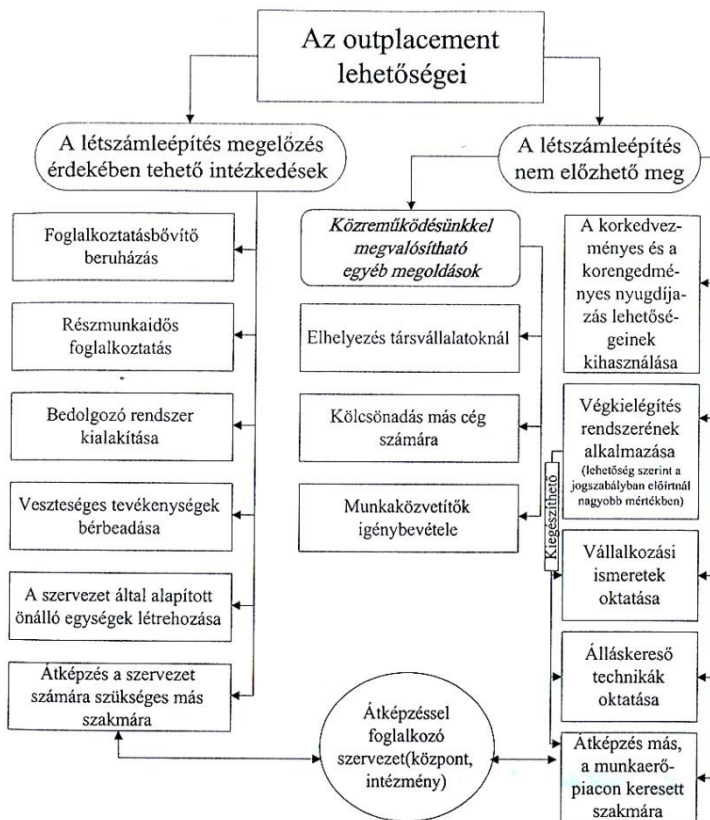 Az outplacement
lehetőségei
A létszámleépítés megelőzés
érdekében tehető intézkedések
A létszámleépítés
nem előzhető meg
Foglalkoztatásbővítő
beruházás
Részmunkaidős
foglalkoztatás
Bedolgozó rendszer
kialakítása
Veszteséges tevékenységek
bérbeadása
A szervezet által alapított
önálló egységek létrehozása
Átképzés a szervezet
számára szükséges más
szakmára
Közreműködésünkkel
megvalósítható
egyéb megoldások
Elhelyezés társvállalatoknál
Kölcsönadás más cég
számára
Munkaközvetítők
igénybevétele
A korkedvez-
ményes és a
korengedmé-
nyes nyugdíja-
zás lehetősé-
geinek
kihasználása
Végkielégítés
rendszerének
alkalmazása
(lehetőség szerint a
jogszabályban előírtnál
nagyobb mértékben)
Kiegészíthető
Vállalkozási
ismeretek
oktatása
Álláskereső
technikák
oktatása
Átképzés más,
a munkaerő-
piacon keresett
szakmára
Átképzéssel
foglalkozó
szervezet(központ,
intézmény)